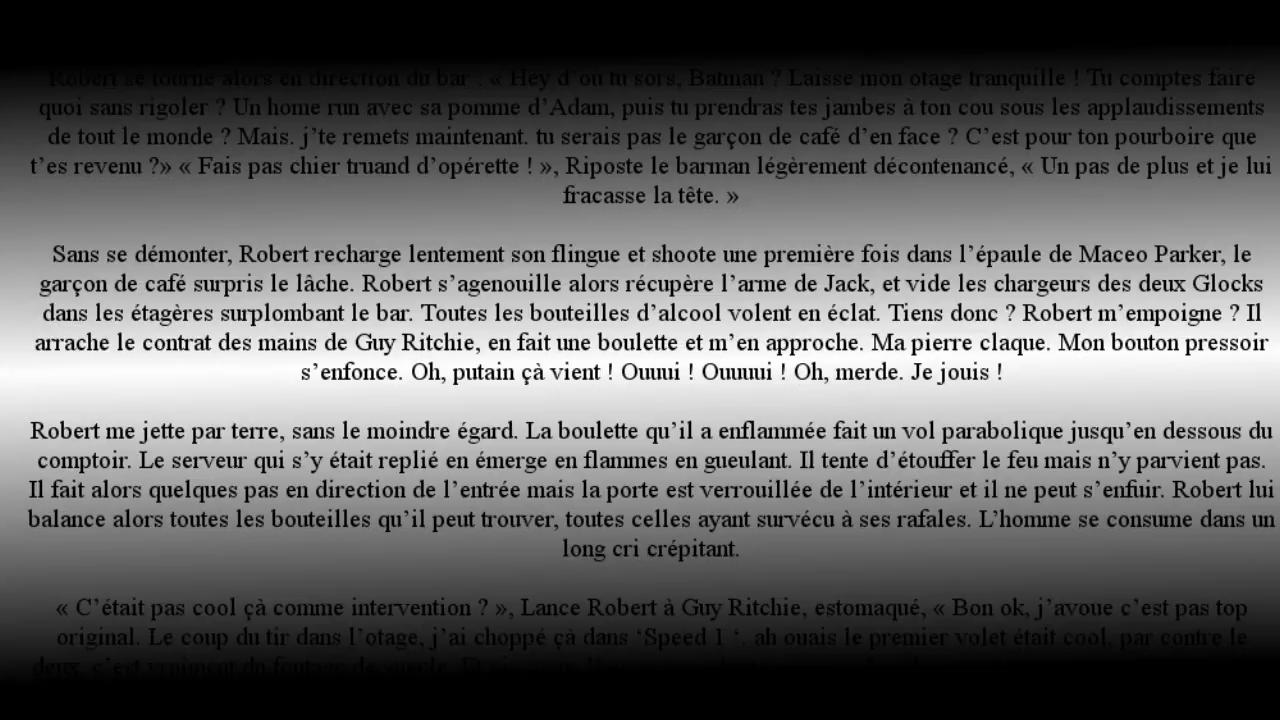 Robert se tourne alors en direction du bar : « Hey d’où tu sors, Batman ? Laisse mon otage tranquille ! Tu comptes faire
quoi sans rigoler ? Un home run avec sa pomme d’Adam, puis tu prendras tes jambes à ton cou sous les applaudissements
de tout le monde ? Mais. j’te remets maintenant. tu serais pas le garçon de café d’en face ? C’est pour ton pourboire que
t’es revenu ?» « Fais pas chier truand d’opérette ! », Riposte le barman légèrement décontenancé, « Un pas de plus et je lui
fracasse la tête. »
Sans se démonter, Robert recharge lentement son flingue et shoote une première fois dans l’épaule de Maceo Parker, le
garçon de café surpris le lâche. Robert s’agenouille alors récupère l’arme de Jack, et vide les chargeurs des deux Glocks
dans les étagères surplombant le bar. Toutes les bouteilles d’alcool volent en éclat. Tiens donc ? Robert m’empoigne ? Il
arrache le contrat des mains de Guy Ritchie, en fait une boulette et m’en approche. Ma pierre claque. Mon bouton pressoir
s’enfonce. Oh, putain çà vient ! Ouuui ! Ouuuui ! Oh, merde. Je jouis !
Robert me jette par terre, sans le moindre égard. La boulette qu’il a enflammée fait un vol parabolique jusqu’en dessous du
comptoir. Le serveur qui s’y était replié en émerge en flammes en gueulant. Il tente d’étouffer le feu mais n’y parvient pas.
Il fait alors quelques pas en direction de l’entrée mais la porte est verrouillée de l’intérieur et il ne peut s’enfuir. Robert lui
balance alors toutes les bouteilles qu’il peut trouver, toutes celles ayant survécu à ses rafales. L’homme se consume dans un
long cri crépitant.
« C’était pas cool çà comme intervention ? », Lance Robert à Guy Ritchie, estomaqué, « Bon ok, j’avoue c’est pas top
original. Le coup du tir dans l’otage, j’ai choppé çà dans ‘Speed 1 ‘. ah ouais le premier volet était cool, par contre le
deux, c’est vraiment du foutage de gueule.